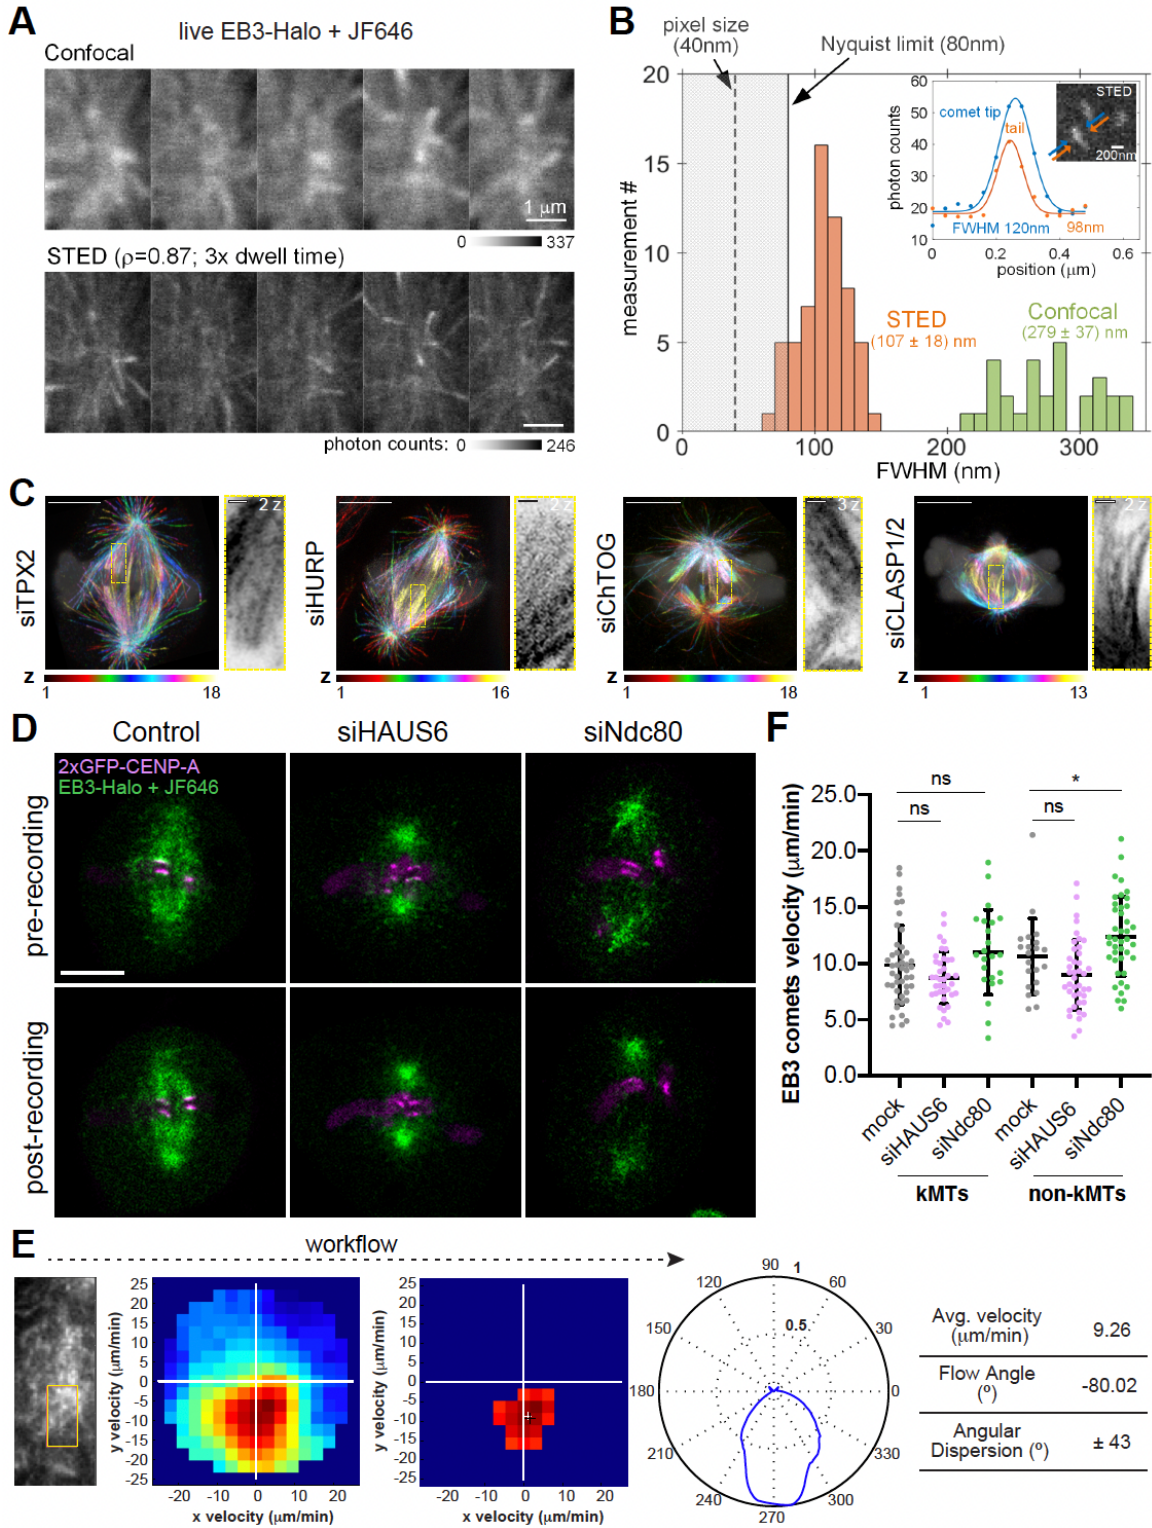 A
live EB3-Halo + JF646
Confocal
1 μm
0 337
STED (ρ=0.87; 3x dwell time)
photon counts: 0 246
B
pixel size
(40nm)
Nyquist limit (80nm)
20
15
10
5
0
measurement #
0 100 200 300
FWHM (nm)
STED
(107 ± 18) nm
Confocal
(279 ± 37) nm
60
50
40
30
20
10
photon counts
comet tip
tail
STED
200nm
FWHM 120nm
98nm
0 0.2 0.4 0.6
position (μm)
C
siTPX2
2 z
z
1 18
siHURP
2 z
1 16
siChTOG
3 z
z
1 18
siCLASP1/2
2 z
z
1 13
D
Control siHAUS6 siNdc80
2xGFP-CENP-A
EB3-Halo + JF646
pre-recording
post-recording
F
ns *
ns ns
EB3 comets velocity (μm/min)
25.0
20.0
15.0
10.0
5.0
0.0
mock siHAUS6 siNdc80 mock siHAUS6 siNdc80
kMTs non-kMTs
E
workflow
25
20
15
10
5
0
-5
-10
-15
-20
-25
y velocity (μm/min)
-20 -10 0 10 20
x velocity (μm/min)
25
20
15
10
5
0
-5
-10
-15
-20
-25
y velocity (μm/min)
-20 -10 0 10 20
x velocity (μm/min)
90 1
120 60
0.5
150 30
180 0
210 330
240 300
270
Avg. velocity
(μm/min) 9.26
Flow Angle
(º) -80.02
Angular
Dispersion (º) ± 43